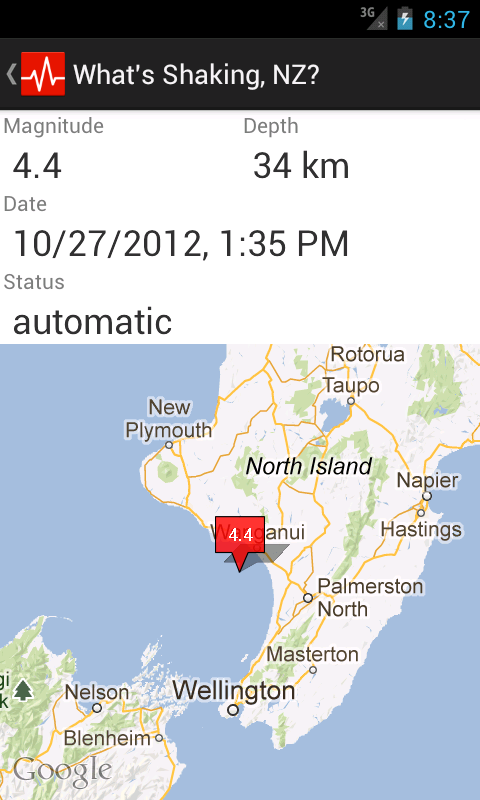 3G 8:37
What's Shaking, NZ?
Magnitude Depth
4.4 34 km
Date
10/27/2012, 1:35 PM
Status
automatic
Rotorua
Taupo
New
Plymouth
North Island
Napier
Hastings
4.4
Palmerston
North
Masterton
Nelson
Wellington
Blenheim
Google